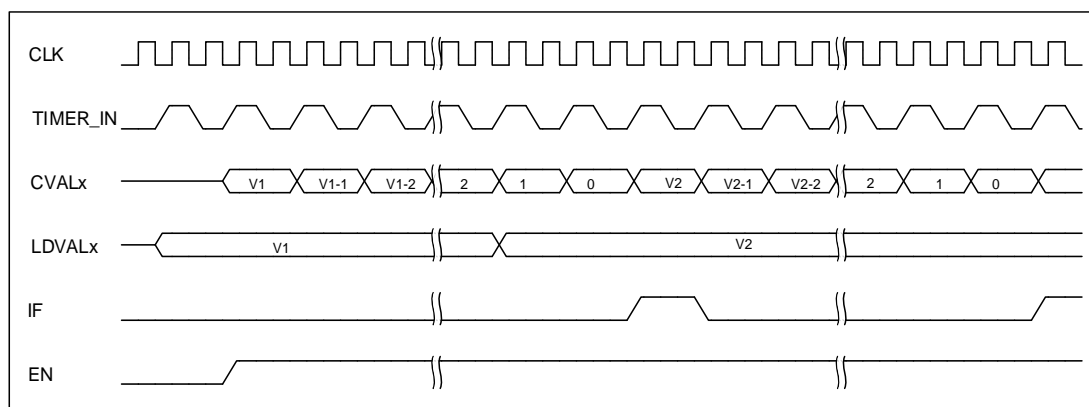 CLK
TIMER_IN
CVALx V1 V1-1 V1-2 2 1 0 V2 V2-1 V2-2 2 1 0
LDVALx V1 V2
IF
EN